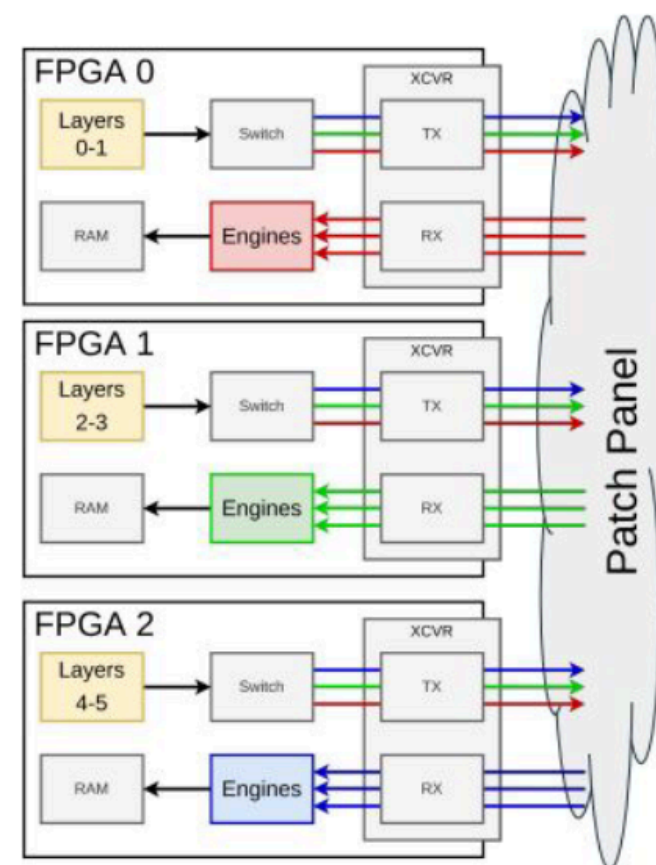 FPGA 0
XCVR
Layers
0-1
Switch
TX
RAM
Engines
RX
FPGA 1
XCVR
Layers
2-3
Switch
TX
RAM
Engines
RX
FPGA 2
XCVR
Layers
4-5
Switch
TX
RAM
Engines
RX
Patch Panel